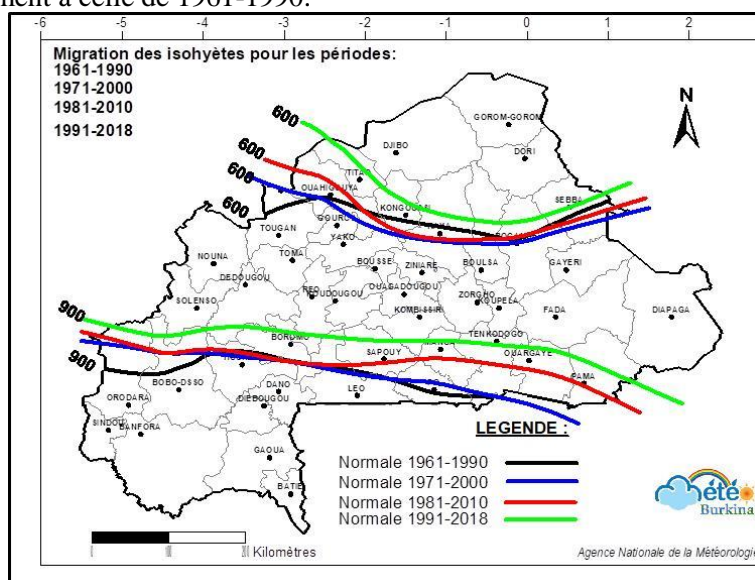 ment à celle de 1961-1990.
-6 -5 -4 -3 -2 -1 0 1 2
Migration des isohyètes pour les périodes:
1961-1990
1971-2000
1981-2010
1991-2018
N
600
600
600
600
GOROM-GOROM
DJIBO
DORI
TITAO
OUAHIGOUYA
SEBBA
KONGOUSSI
GOURCY
TOUGAN
YAKO
TOMA
NOUNA
BOUSSE
ZINIARE
BOULSA
GAYERI
DEDOUGOU
OUAGADOUGOU
REO
KOUDOUGOU
ZORGHO
KOUPELA
SOLENSO
KOMBISSIRI
FADA
DIAPAGA
900
TENKODOGO
BOROMO
MANGA
900
SAPOUY
OUARGAYE
PAMA
BOBO-DSSO
DANO
LEO
ORODARA
DIEBOUGOU
SINDOU
BANFORA
LEGENDE :
GAOUA
Normale 1961-1990
Normale 1971-2000
BATIE
Normale 1981-2010
Normale 1991-2018
été
Burkina
Kilomètres
Agence Nationale de la Météorologie